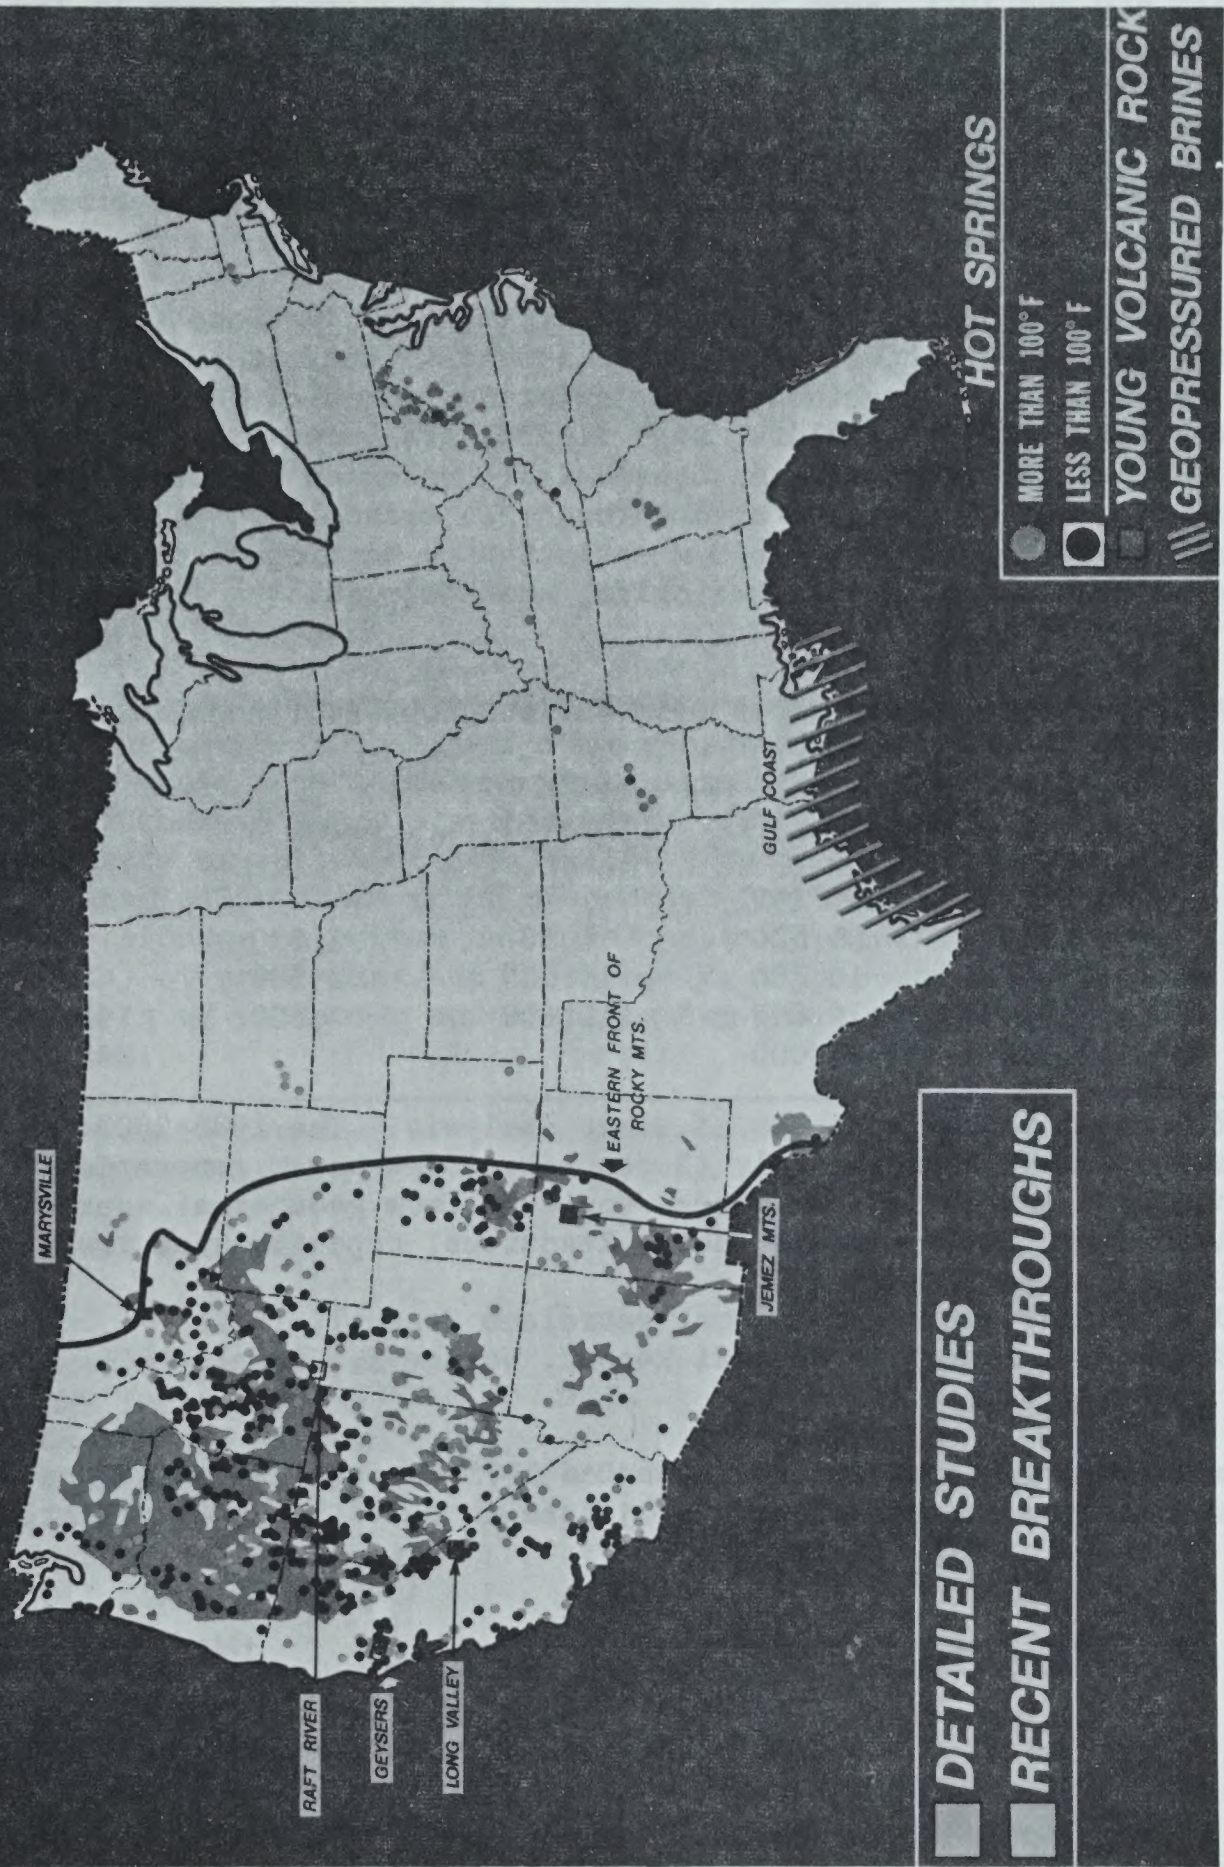 MARYSVILLE
RAFT RIVER
GEYSERS
LONG VALLEY
EASTERN FRONT OF
ROCKY MTS.
JEMEZ MTS.
GULF COAST
DETAILED STUDIES
RECENT BREAKTHROUGHS
HOT SPRINGS
MORE THAN 100° F
LESS THAN 100° F
YOUNG VOLCANIC ROCK
GEOPRESSURED BRINES